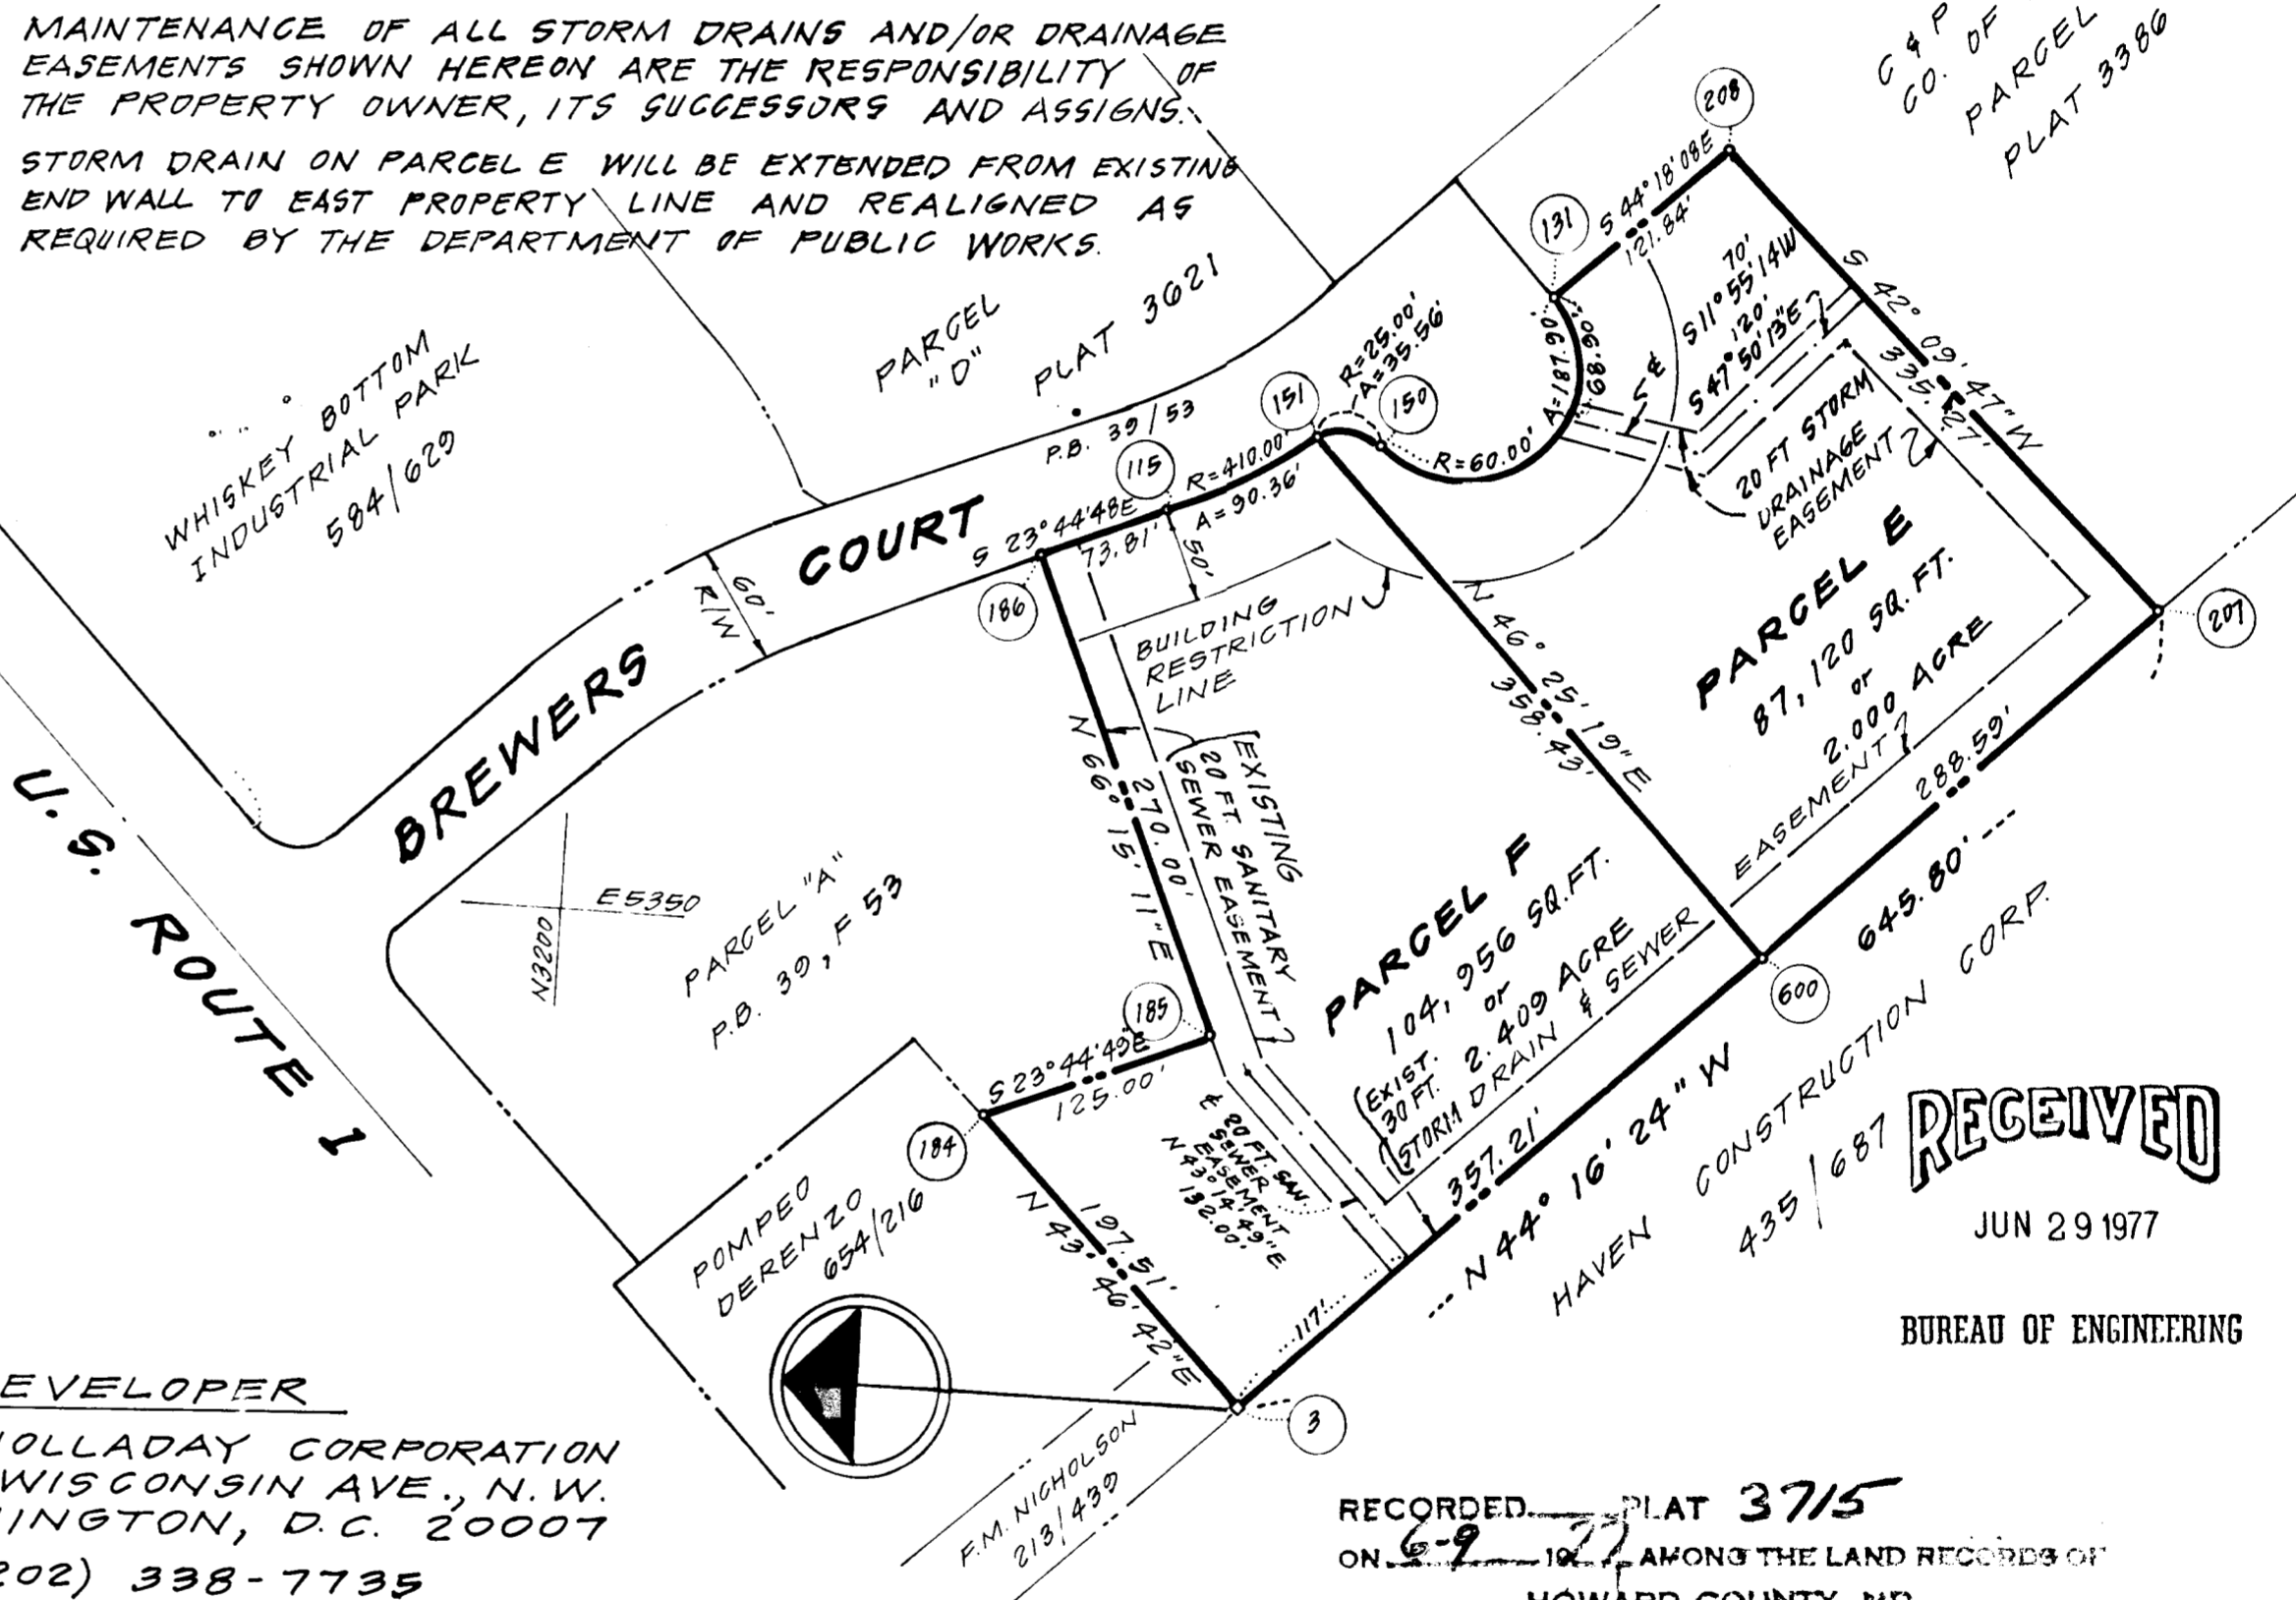 MAINTENANCE OF ALL STORM DRAINS AND/OR DRAINAGE
EASEMENTS SHOWN HEREON ARE THE RESPONSIBILITY OF
THE PROPERTY OWNER, ITS SUCCESSORS AND ASSIGNS.
STORM DRAIN ON PARCEL E WILL BE EXTENDED FROM EXISTING
END WALL TO EAST PROPERTY LINE AND REALIGNED AS
REQUIRED BY THE DEPARTMENT OF PUBLIC WORKS.
C & P
CO. OF
PARCEL
PLAT 3386
208
131
S 44° 18' 08E
121.84'
70'
S 11° 55' 14W
120'
S 47° 50' 13E
&
S 42° 09' 47" W
335.27'
WHISKEY BOTTOM
INDUSTRIAL PARK
584/629
PARCEL
"D"
PLAT 3621
P.B. 39/53
R=25.00'
A=35.56'
151
150
A=187.90'
68.90'
R=60.00'
20 FT STORM
DRAINAGE
EASEMENT
115
R=410.00'
A=90.36'
S 23° 44' 48E
73.81'
50'
186
BREWERS COURT
60'
R/W
BUILDING
RESTRICTION
LINE
N 46° 25' 19" E
358.43'
PARCEL E
87,120 SQ. FT.
or
2.000 ACRE
207
288.59'
EASEMENT
N 66° 15' 11" E
270.00'
(EXISTING
20 FT. SANITARY
SEWER EASEMENT
U.S. ROUTE 1
E5350
N3200
PARCEL "A"
P.B. 39, F 53
PARCEL F
104,956 SQ.FT.
or
2.409 ACRE
(EXIST.
30 FT.
STORM DRAIN & SEWER
600
645.80'
185
S 23° 44' 49E
125.00'
184
POMPEO
DERENZO
654/216
197.51'
N 43° 46' 42" E
& 20 FT. SAN.
SEWER
EASEMENT
N 43° 14' 49" E
132.00'
357.21'
117'
N 44° 16' 24" W
HAVEN CONSTRUCTION CORP.
435/687
RECEIVED
JUN 29 1977
BUREAU OF ENGINEERING
3
F.M. NICHOLSON
213/439
EVELOPER
OLLADAY CORPORATION
WISCONSIN AVE., N.W.
INGTON, D.C. 20007
202) 338-7735
RECORDED PLAT 3715
ON 6-9 1977 AMONG THE LAND RECORDS OF
HOWARD COUNTY, MD.